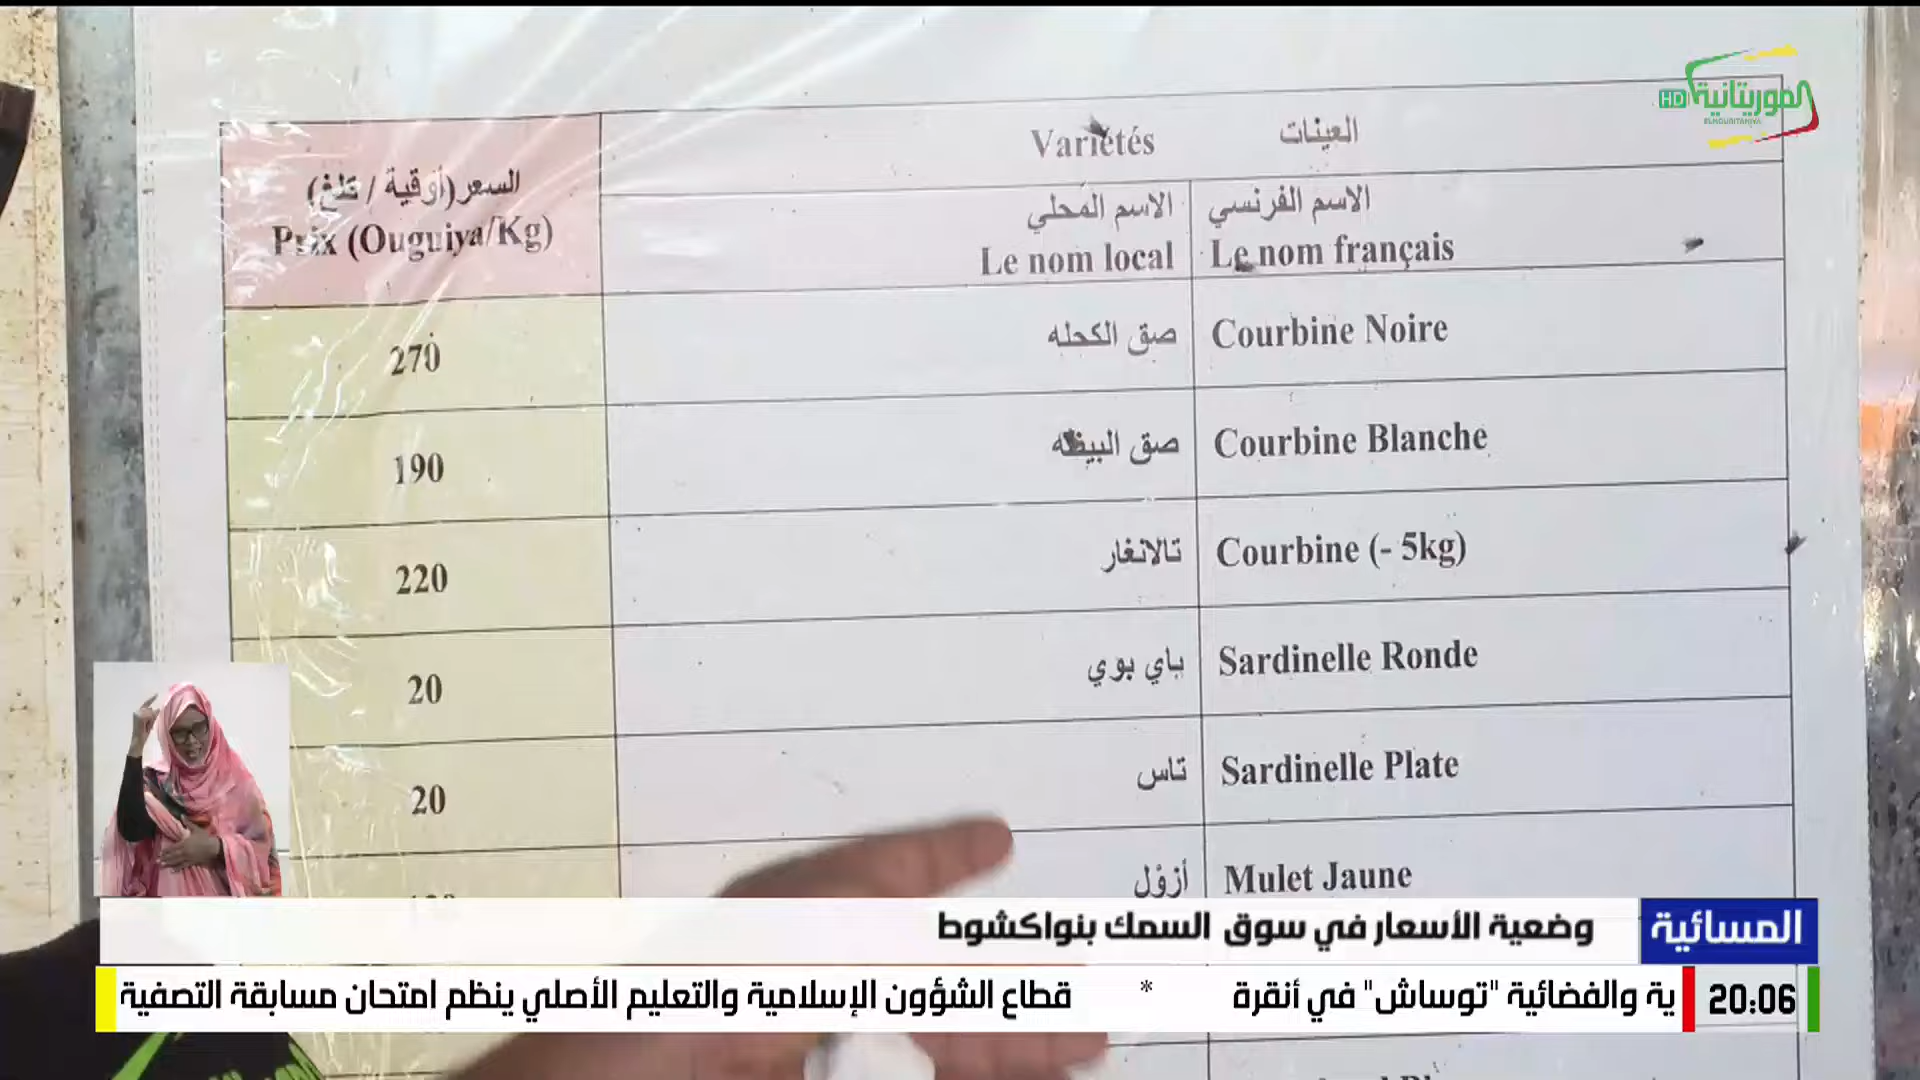 الموريتانية HD
ELMOURITANIYA
Variétés العينات
السعر (أوقية / كلغ)
Prix (Ouguiya/Kg)
الاسم المحلي الاسم الفرنسي
Le nom local Le nom français
270 صق الكحله Courbine Noire
190 صق البيظه Courbine Blanche
220 تالانغار Courbine (- 5kg)
20 باي بوي Sardinelle Ronde
20 تاس Sardinelle Plate
أزؤل Mulet Jaune
المسائية وضعية الأسعار في سوق السمك بنواكشوط
20:06 ية والفضائية "توساش" في أنقرة * قطاع الشؤون الإسلامية والتعليم الأصلي ينظم امتحان مسابقة التصفية